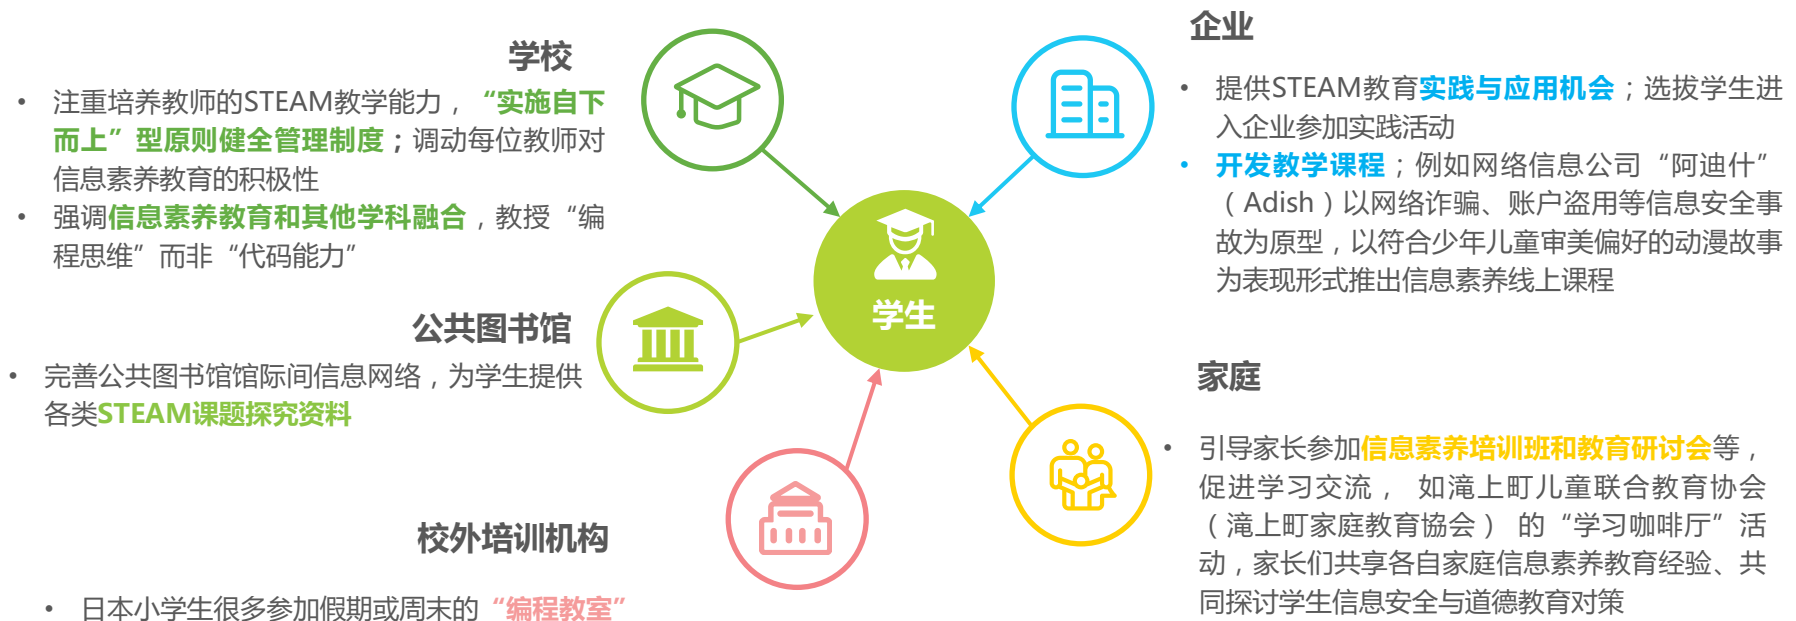 学校
• 注重培养教师的STEAM教学能力，“实施自下
而上”型原则健全管理制度；调动每位教师对
信息素养教育的积极性
• 强调信息素养教育和其他学科融合，教授“编
程思维”而非“代码能力”
公共图书馆
• 完善公共图书馆馆际间信息网络，为学生提供
各类STEAM课题探究资料
校外培训机构
• 日本小学生很多参加假期或周末的“编程教室”
学生
企业
• 提供STEAM教育实践与应用机会；选拔学生进
入企业参加实践活动
• 开发教学课程；例如网络信息公司“阿迪什”
（Adish）以网络诈骗、账户盗用等信息安全事
故为原型，以符合少年儿童审美偏好的动漫故事
为表现形式推出信息素养线上课程
家庭
• 引导家长参加信息素养培训班和教育研讨会等，
促进学习交流， 如滝上町儿童联合教育协会
（滝上町家庭教育協会） 的“学习咖啡厅”活
动，家长们共享各自家庭信息素养教育经验、共
同探讨学生信息安全与道德教育对策